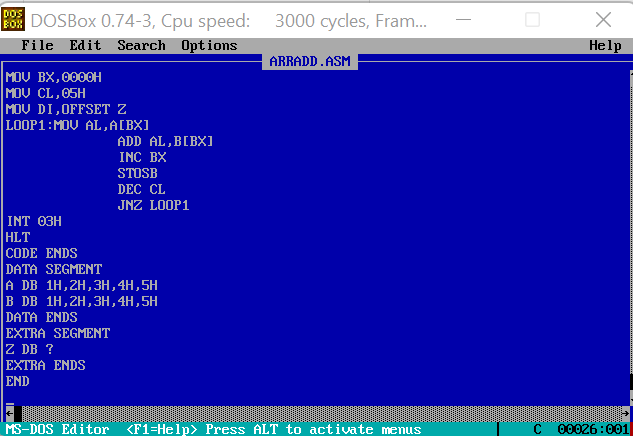 DOS
BOX
DOSBox 0.74-3, Cpu speed: 3000 cycles, Fram...
File Edit Search Options Help
ARRADD.ASM
MOV BX,0000H
MOV CL,05H
MOV DI,OFFSET Z
LOOP1:MOV AL,A[BX]
ADD AL,B[BX]
INC BX
STOSB
DEC CL
JNZ LOOP1
INT 03H
HLT
CODE ENDS
DATA SEGMENT
A DB 1H,2H,3H,4H,5H
B DB 1H,2H,3H,4H,5H
DATA ENDS
EXTRA SEGMENT
Z DB ?
EXTRA ENDS
END
MS-DOS Editor <F1=Help> Press ALT to activate menus C 00026:001